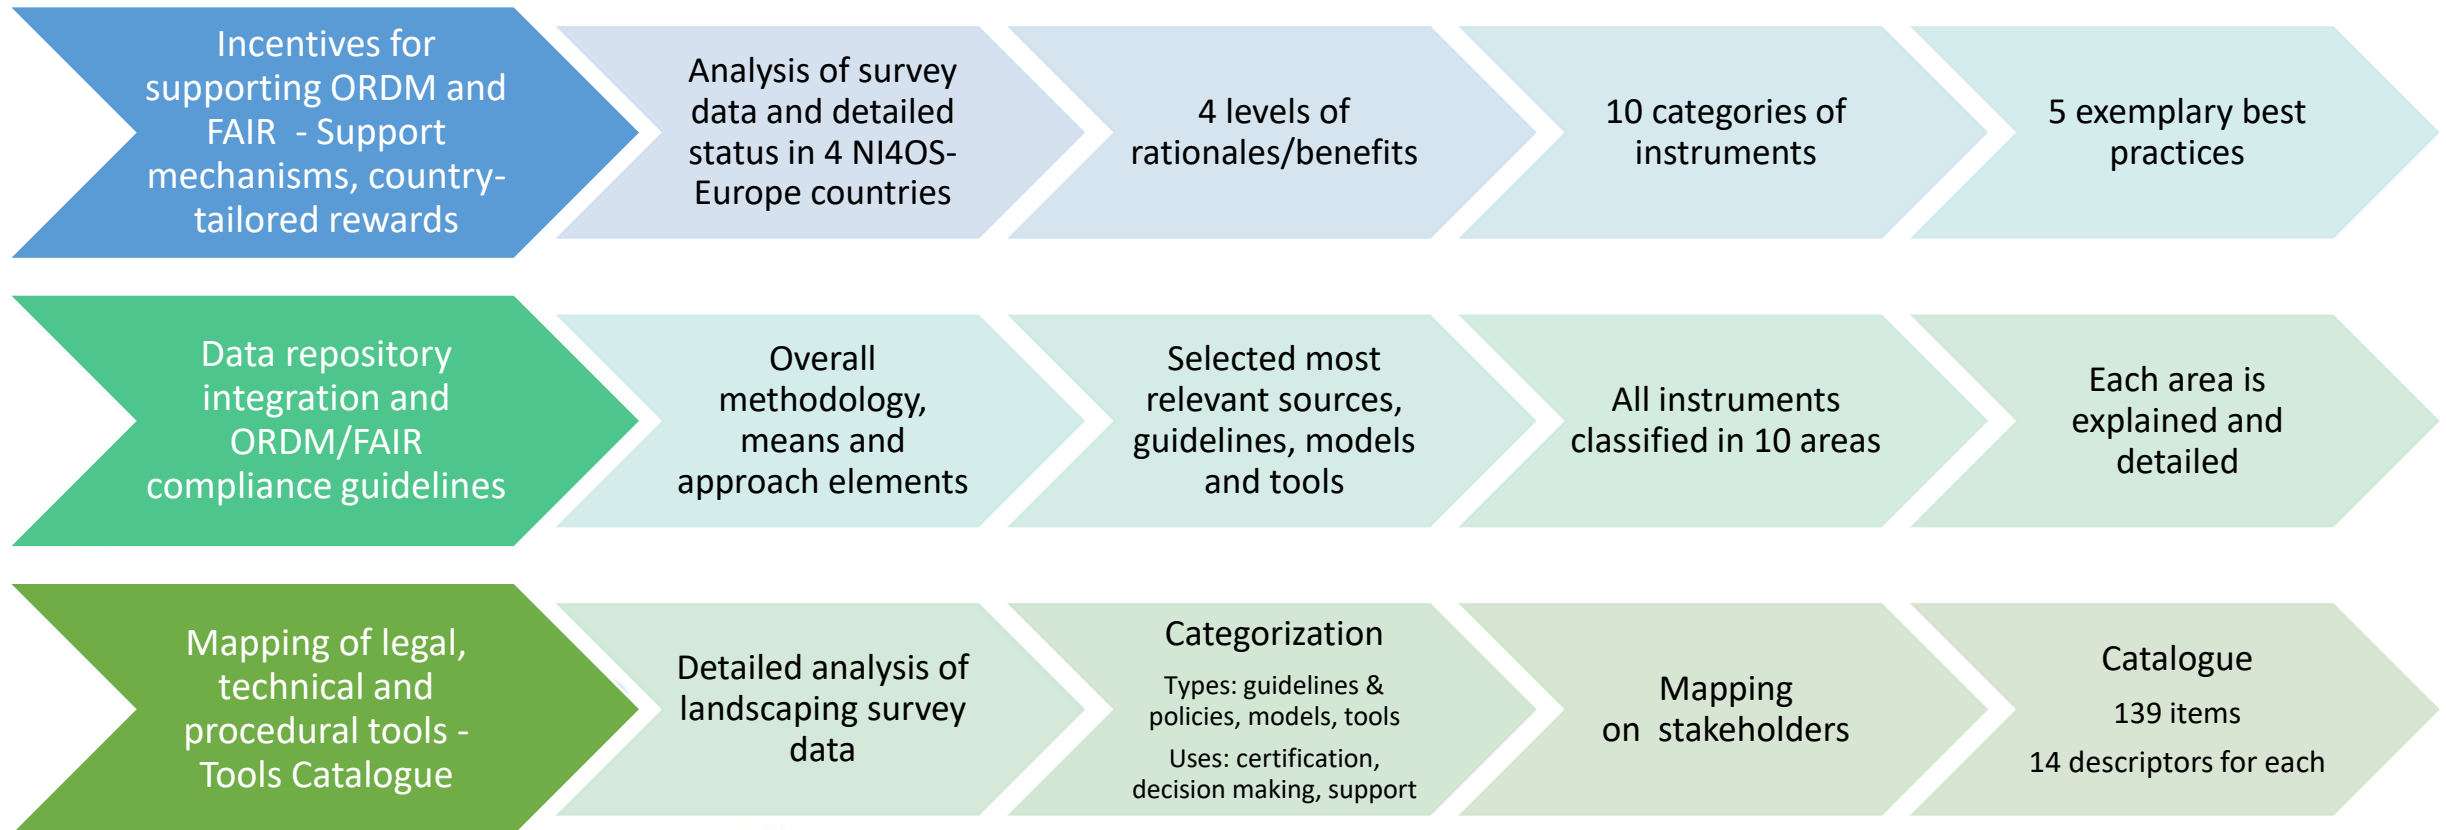 Incentives for
supporting ORDM and
FAIR - Support
mechanisms, country-
tailored rewards
Analysis of survey
data and detailed
status in 4 NI4OS-
Europe countries
4 levels of
rationales/benefits
10 categories of
instruments
5 exemplary best
practices
Data repository
integration and
ORDM/FAIR
compliance guidelines
Overall
methodology,
means and
approach elements
Selected most
relevant sources,
guidelines, models
and tools
All instruments
classified in 10 areas
Each area is
explained and
detailed
Mapping of legal,
technical and
procedural tools -
Tools Catalogue
Detailed analysis of
landscaping survey
data
Categorization
Types: guidelines &
policies, models, tools
Uses: certification,
decision making, support
Mapping
on stakeholders
Catalogue
139 items
14 descriptors for each